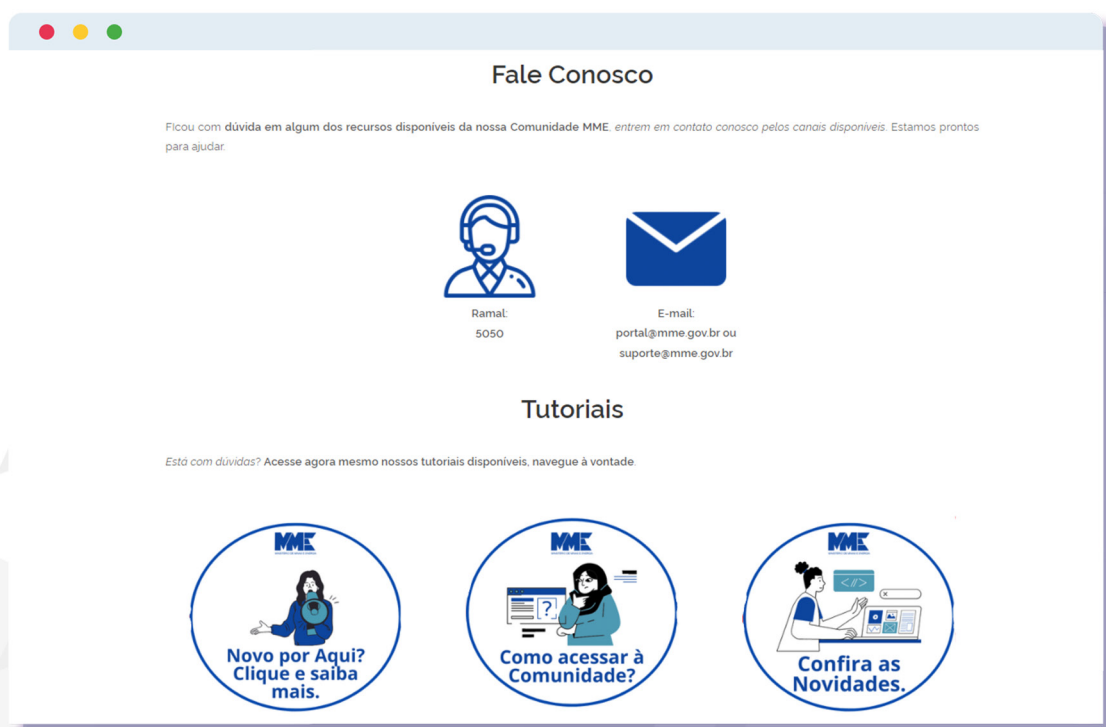 Fale Conosco
FIcou com dúvida em algum dos recursos disponíveis da nossa Comunidade MME, entrem em contato conosco pelos canais disponíveis. Estamos prontos
para ajudar.
Ramal:
5050
E-mail:
portal@mme.gov.br ou
suporte@mme.gov.br
Tutoriais
Está com dúvidas? Acesse agora mesmo nossos tutoriais disponíveis, navegue à vontade.
MME
Novo por Aqui?
Clique e saiba
mais.
MME
?
Como acessar à
Comunidade?
MME
<//>
x
Confira as
Novidades.